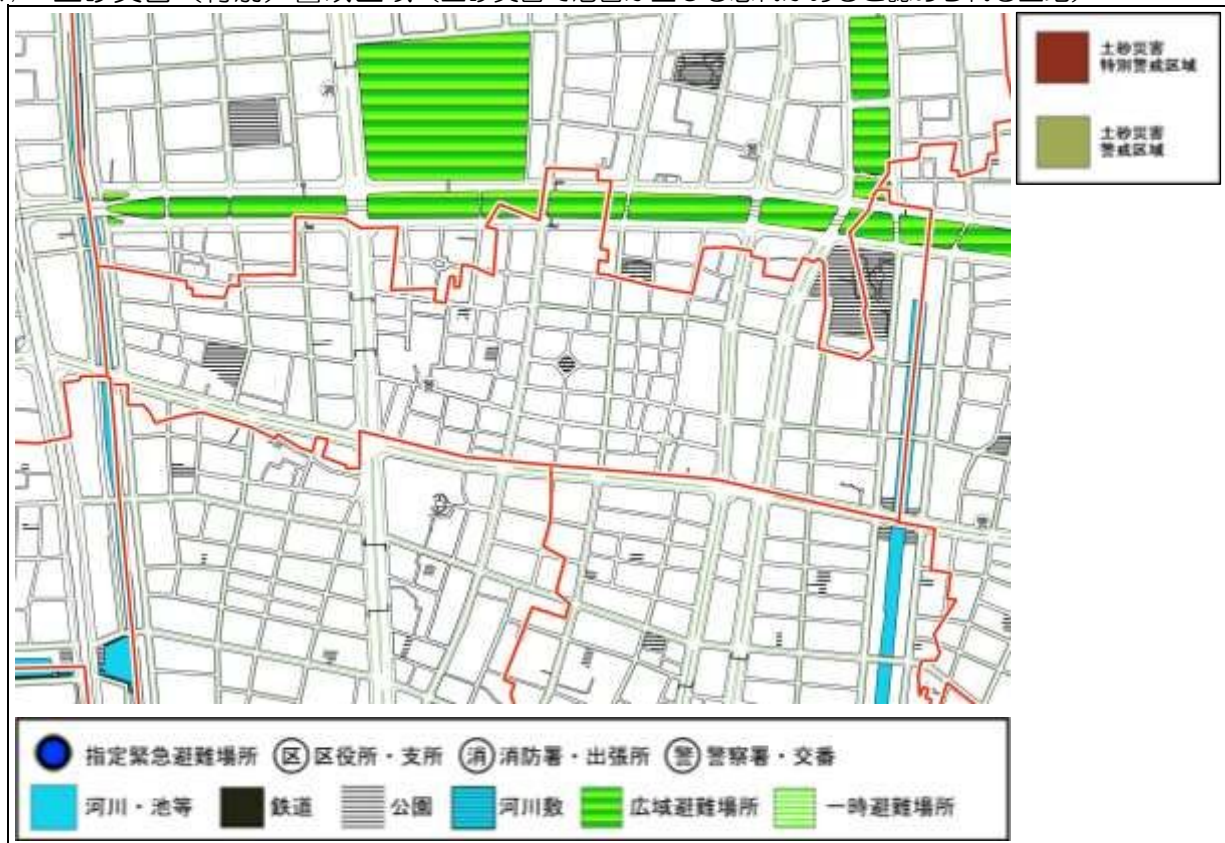 土砂災害
特別警戒区域
土砂災害
警戒区域
指定緊急避難場所 区 区役所・支所 消 消防署・出張所 警 警察署・交番
河川・池等 鉄道 公園 河川敷 広域避難場所 一時避難場所